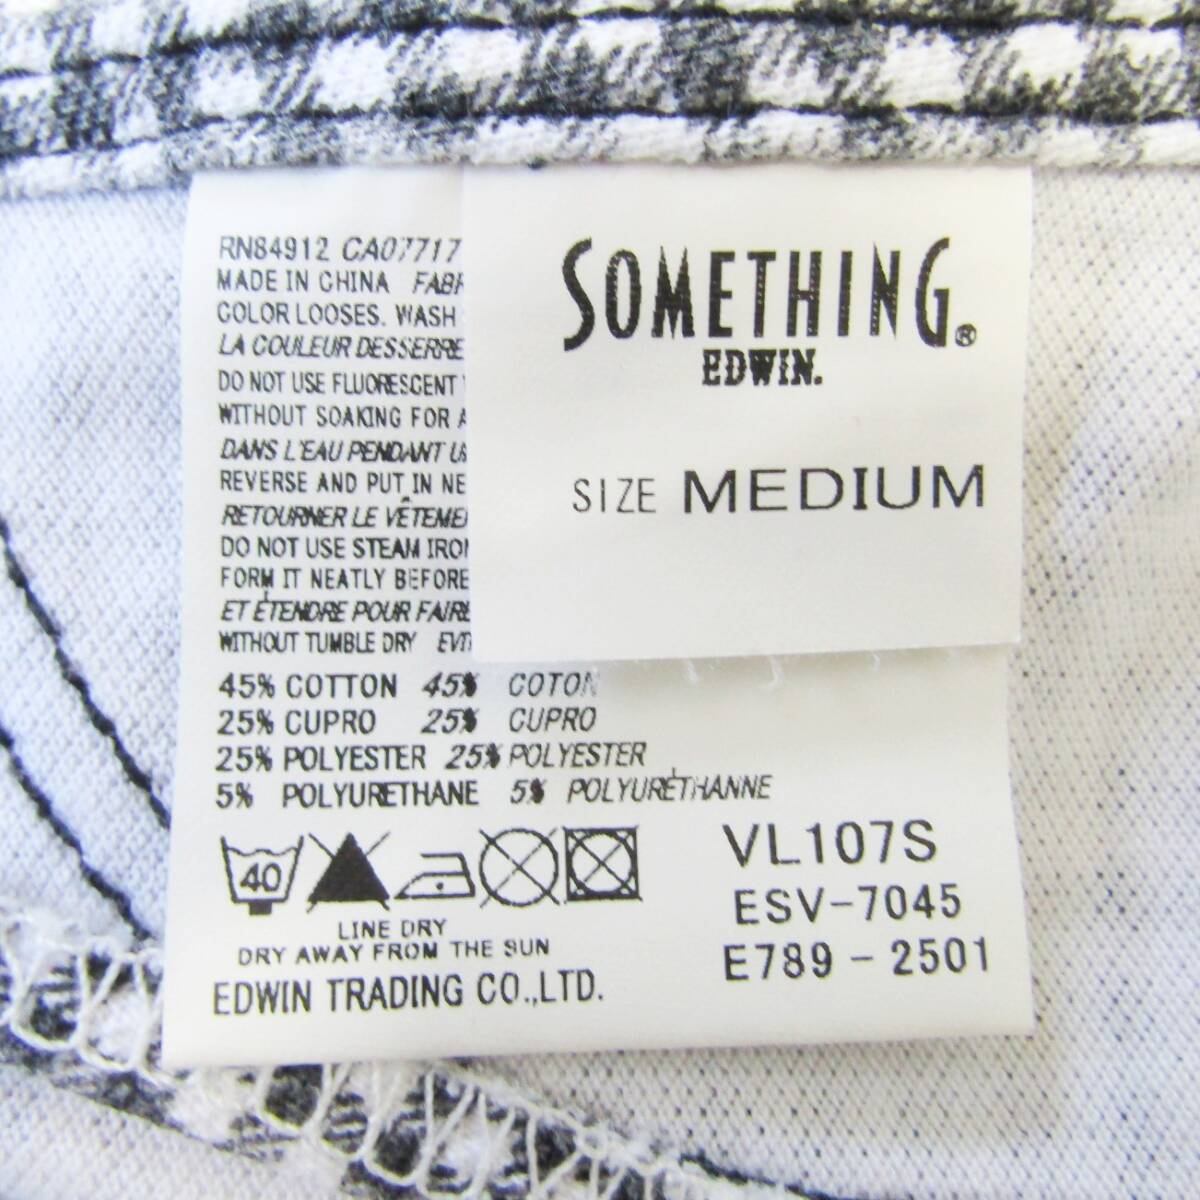 RN84912 CA07717
MADE IN CHINA
COLOR LOOSES. WASH
LA COULEUR DESSERRE
DO NOT USE FLUORESCENT
WITHOUT SOAKING FOR
DANS L'EAU PENDANT
REVERSE AND PUT IN
RETOURNER LE
DO NOT USE STEAM
FORM IT NEATLY BEFORE
ET ÉTENDRE POUR FAIRE
WITHOUT TUMBLE DRY
SOMETHING®
EDWIN.
SIZE MEDIUM
45% COTTON 45% COTON
25% CUPRO 25% CUPRO
25% POLYESTER 25% POLYESTER
5% POLYURETHANE 5% POLYURÉTHANNE
40
LINE DRY
DRY AWAY FROM THE SUN
EDWIN TRADING CO.,LTD.
VL107S
ESV-7045
E789-2501